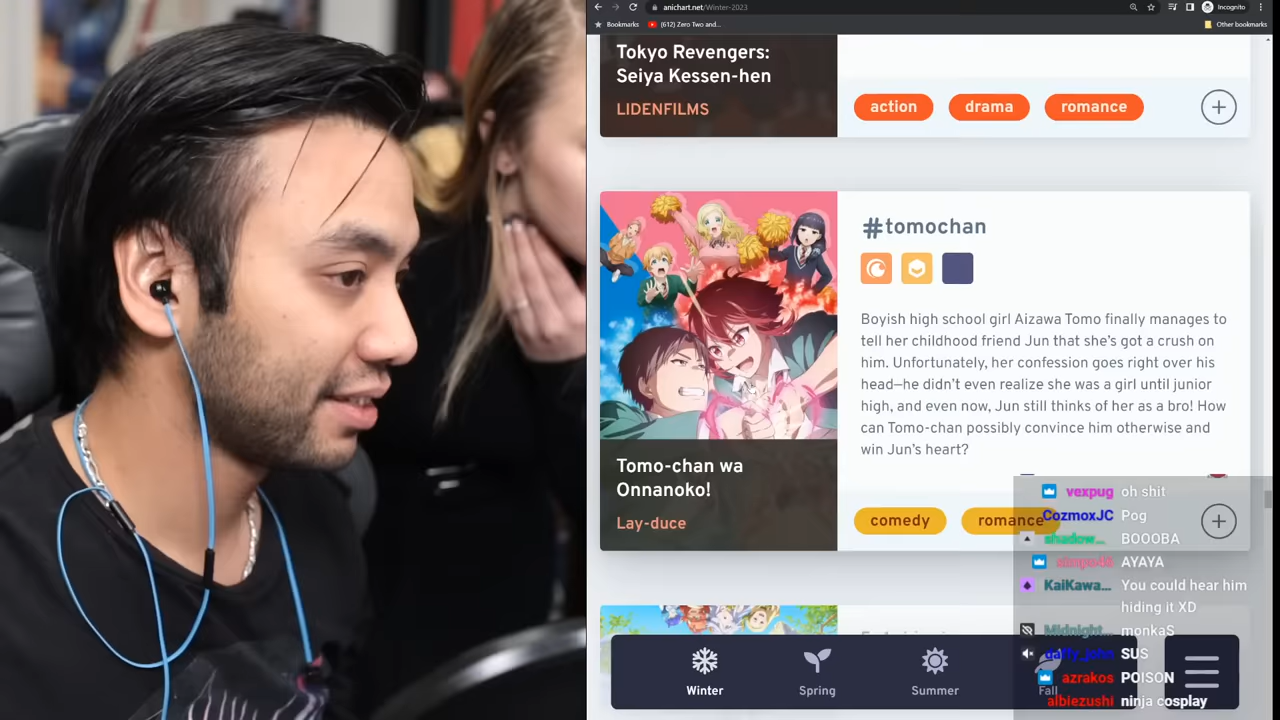 anichart.net/Winter-2023
Incognito
Bookmarks
(612) Zero Two and...
Other bookmarks
Tokyo Revengers:
Seiya Kessen-hen
LIDENFILMS
action
drama
romance
#tomochan
Boyish high school girl Aizawa Tomo finally manages to
tell her childhood friend Jun that she's got a crush on
him. Unfortunately, her confession goes right over his
head—he didn't even realize she was a girl until junior
high, and even now, Jun still thinks of her as a bro! How
can Tomo-chan possibly convince him otherwise and
win Jun's heart?
Tomo-chan wa
Onnanoko!
Lay-duce
comedy
romance
vexpug oh shit
CozmoxJC Pog
shadow... BOOOBA
AYAYA
KaiKawa... You could hear him
hiding it XD
Midnight... monkaS
daffy_john SUS
azrakos POISON
albiezushi ninja cosplay
Winter
Spring
Summer
Fall